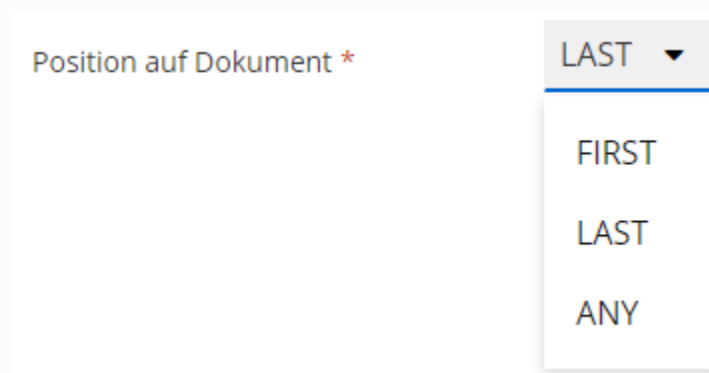 Position auf Dokument *
LAST
FIRST
LAST
ANY